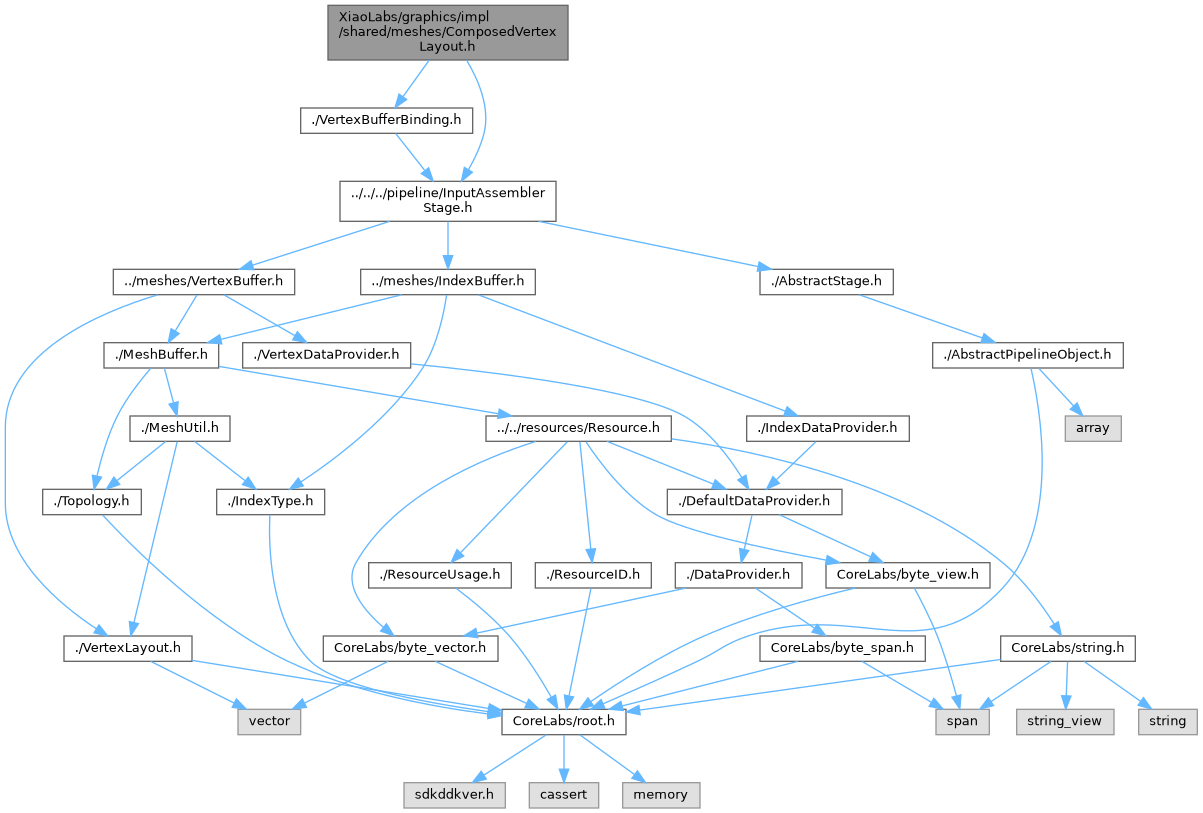 XiaoLabs/graphics/impl
/shared/meshes/ComposedVertex
Layout.h
./VertexBufferBinding.h
../../../pipeline/InputAssembler
Stage.h
../meshes/VertexBuffer.h
../meshes/IndexBuffer.h
./AbstractStage.h
./MeshBuffer.h
./VertexDataProvider.h
./AbstractPipelineObject.h
./MeshUtil.h
../../resources/Resource.h
./IndexDataProvider.h
array
./Topology.h
./IndexType.h
./DefaultDataProvider.h
./ResourceUsage.h
./ResourceID.h
./DataProvider.h
CoreLabs/byte_view.h
./VertexLayout.h
CoreLabs/byte_vector.h
CoreLabs/byte_span.h
CoreLabs/string.h
vector
CoreLabs/root.h
span
string_view
string
sdkddkver.h
cassert
memory